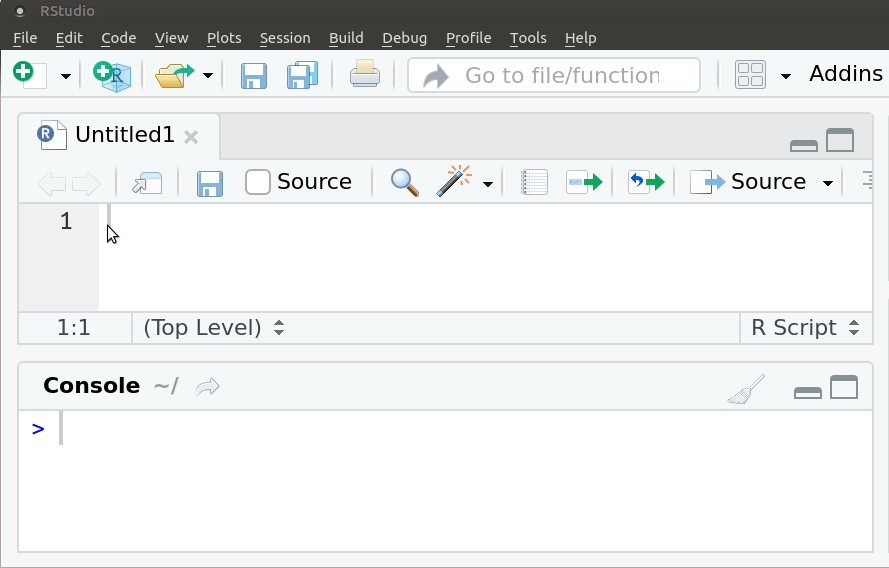 RStudio
File Edit Code View Plots Session Build Debug Profile Tools Help
R Go to file/function Addins
R Untitled1
Source Source
1
1:1 (Top Level) R Script
Console ~/
>